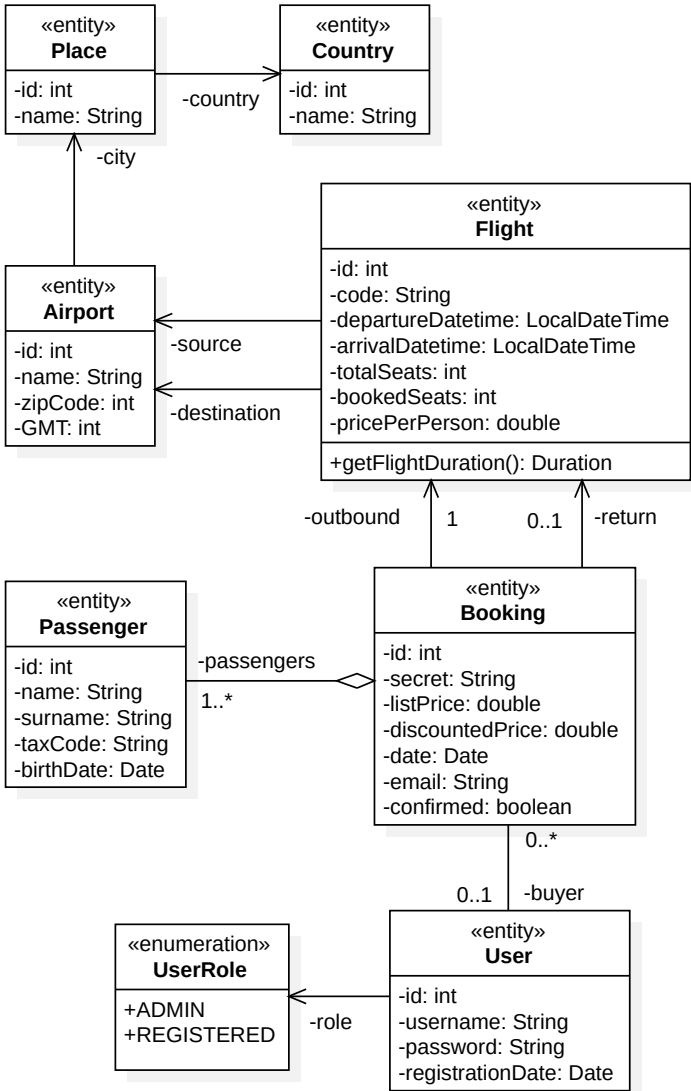 «entity»
Place
-id: int
-name: String
«entity»
Country
-id: int
-name: String
-country
-city
«entity»
Flight
-id: int
-code: String
-departureDatetime: LocalDateTime
-arrivalDatetime: LocalDateTime
-totalSeats: int
-bookedSeats: int
-pricePerPerson: double
+getFlightDuration(): Duration
«entity»
Airport
-id: int
-name: String
-zipCode: int
-GMT: int
-source
-destination
-outbound
1
0..1
-return
«entity»
Passenger
-id: int
-name: String
-surname: String
-taxCode: String
-birthDate: Date
-passengers
1..*
«entity»
Booking
-id: int
-secret: String
-listPrice: double
-discountedPrice: double
-date: Date
-email: String
-confirmed: boolean
0..*
0..1
-buyer
«enumeration»
UserRole
+ADMIN
+REGISTERED
-role
«entity»
User
-id: int
-username: String
-password: String
-registrationDate: Date